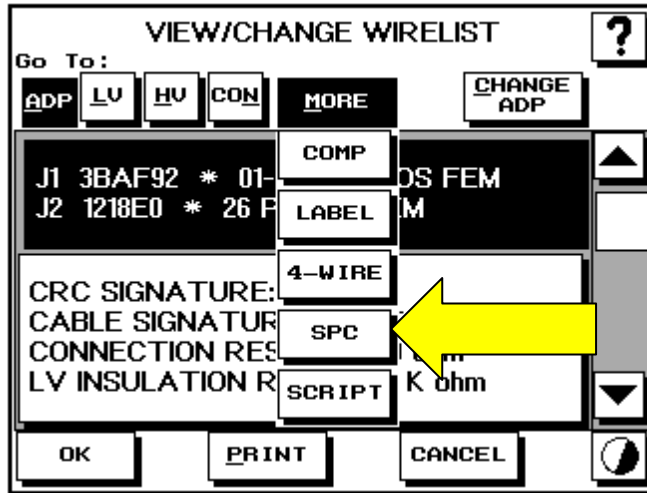 VIEW/CHANGE WIRELIST
?
Go To:
ADP LV HV CON MORE CHANGE ADP
COMP
J1 3BAF92 * 01- OS FEM
J2 1218E0 * 26 P
LABEL
4-WIRE
CRC SIGNATURE:
CABLE SIGNATUR
SPC
CONNECTION RES
LV INSULATION R K ohm
SCRIPT
OK PRINT CANCEL